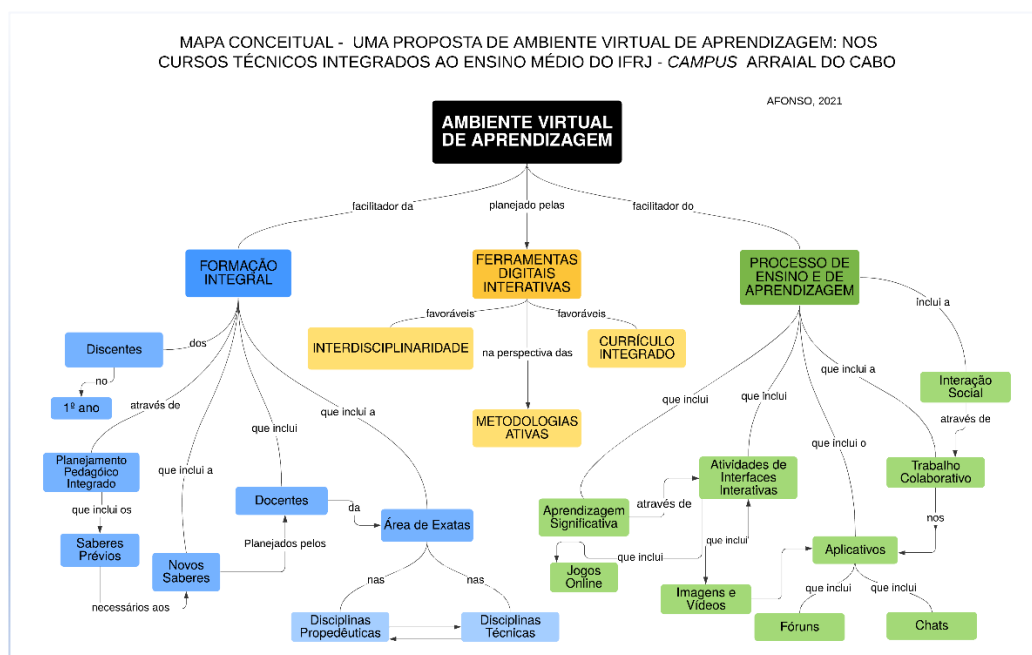 MAPA CONCEITUAL - UMA PROPOSTA DE AMBIENTE VIRTUAL DE APRENDIZAGEM: NOS
CURSOS TÉCNICOS INTEGRADOS AO ENSINO MÉDIO DO IFRJ - CAMPUS ARRAIAL DO CABO
AFONSO, 2021
AMBIENTE VIRTUAL
DE APRENDIZAGEM
facilitador da
planejado pelas
facilitador do
FORMAÇÃO
INTEGRAL
FERRAMENTAS
DIGITAIS
INTERATIVAS
PROCESSO DE
ENSINO E DE
APRENDIZAGEM
inclui a
favoráveis
favoráveis
Discentes
dos
INTERDISCIPLINARIDADE
na perspectiva das
CURRÍCULO
INTEGRADO
que inclui a
no
1º ano
através de
que inclui a
que inclui
que inclui
Interação
Social
METODOLOGIAS
ATIVAS
através de
que inclui
que inclui o
Planejamento
Pedagóico
Integrado
que inclui a
Atividades de
Interfaces
Interativas
Trabalho
Colaborativo
que inclui os
Docentes
da
Área de Exatas
Aprendizagem
Significativa
através de
nos
Saberes
Prévios
Novos
Saberes
Planejados pelos
que inclui
que inclui
Aplicativos
Jogos
Online
nas
nas
Imagens e
Vídeos
que inclui
que inclui
necessários aos
Disciplinas
Propedêuticas
Disciplinas
Técnicas
Fóruns
Chats